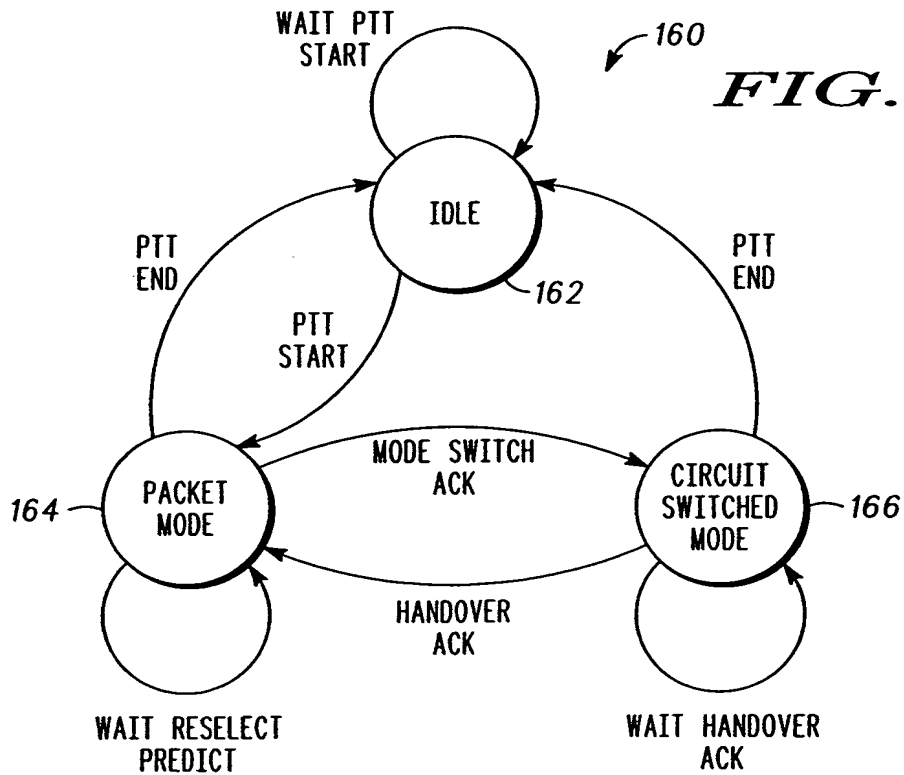 WAIT PTT
START
160
FIG.
IDLE
162
PTT
END
PTT
END
PTT
START
MODE SWITCH
ACK
164
PACKET
MODE
CIRCUIT
SWITCHED
MODE
166
HANDOVER
ACK
WAIT RESELECT
PREDICT
WAIT HANDOVER
ACK